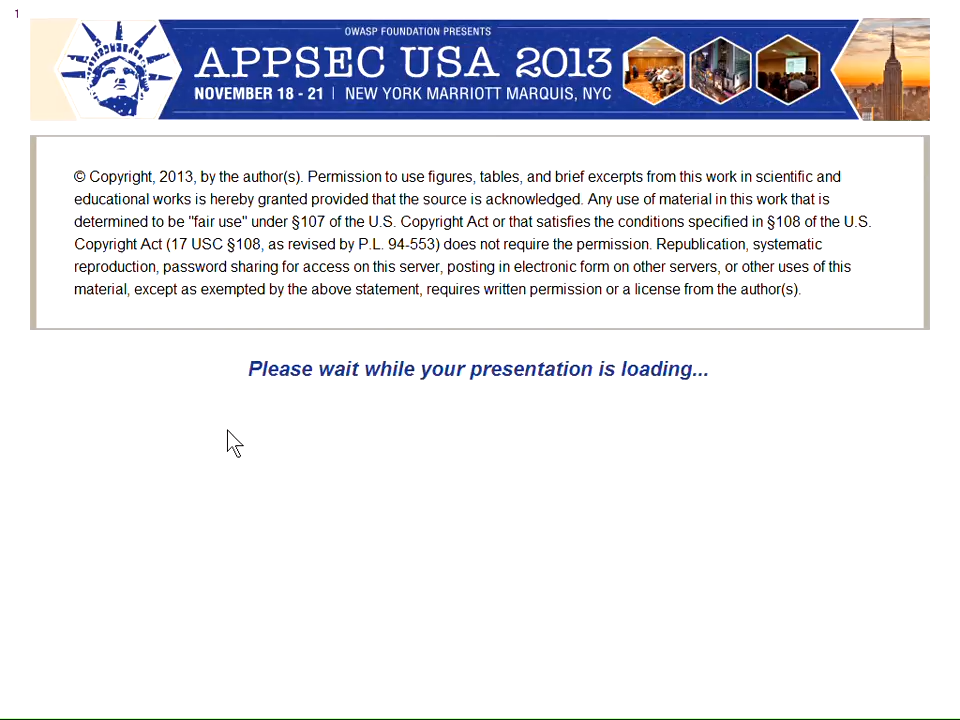 1
OWASP FOUNDATION PRESENTS
APPSEC USA 2013
NOVEMBER 18 - 21 | NEW YORK MARRIOTT MARQUIS, NYC
© Copyright, 2013, by the author(s). Permission to use figures, tables, and brief excerpts from this work in scientific and
educational works is hereby granted provided that the source is acknowledged. Any use of material in this work that is
determined to be "fair use" under §107 of the U.S. Copyright Act or that satisfies the conditions specified in §108 of the U.S.
Copyright Act (17 USC §108, as revised by P.L. 94-553) does not require the permission. Republication, systematic
reproduction, password sharing for access on this server, posting in electronic form on other servers, or other uses of this
material, except as exempted by the above statement, requires written permission or a license from the author(s).
Please wait while your presentation is loading...